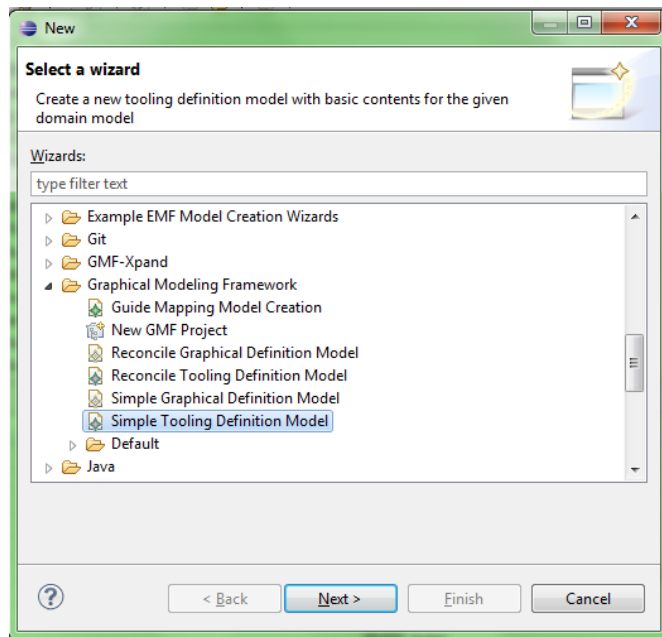 New
Select a wizard
Create a new tooling definition model with basic contents for the given
domain model
Wizards:
type filter text
Example EMF Model Creation Wizards
Git
GMF-Xpand
Graphical Modeling Framework
Guide Mapping Model Creation
New GMF Project
Reconcile Graphical Definition Model
Reconcile Tooling Definition Model
Simple Graphical Definition Model
Simple Tooling Definition Model
Default
Java
?
< Back Next > Finish Cancel